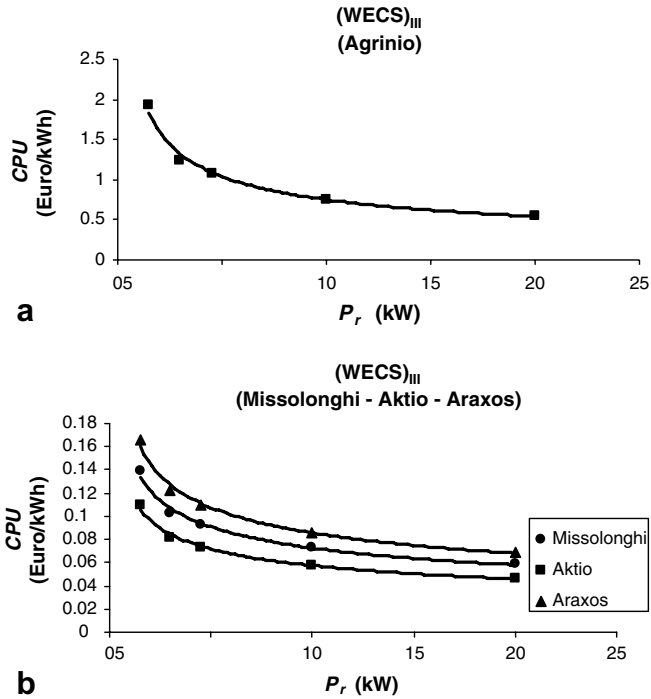 (WECS)III
(Agrinio)
CPU
(Euro/kWh)
2.5
2
1.5
1
0.5
0
05
10
15
20
25
a
Pr (kW)
(WECS)III
(Missolonghi - Aktio - Araxos)
CPU
(Euro/kWh)
0.18
0.16
0.14
0.12
0.1
0.08
0.06
0.04
0.02
0
05
10
15
20
25
Missolonghi
Aktio
Araxos
b
Pr (kW)